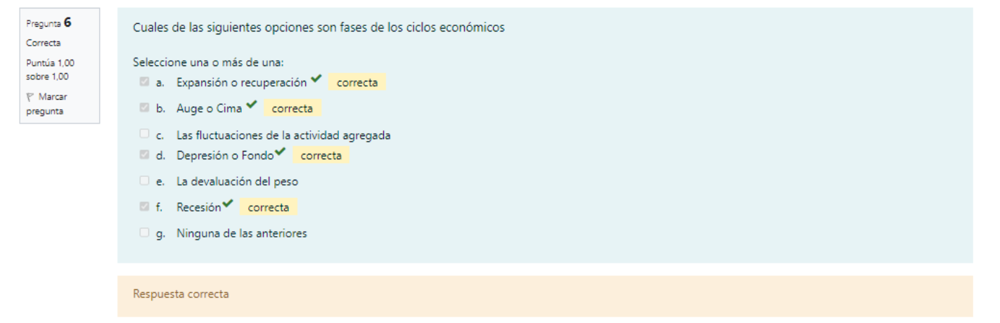 Pregunta 6
Correcta
Puntúa 1,00
sobre 1,00
Marcar
pregunta
Cuales de las siguientes opciones son fases de los ciclos económicos
Seleccione una o más de una:
a. Expansión o recuperación correcta
b. Auge o Cima correcta
c. Las fluctuaciones de la actividad agregada
d. Depresión o Fondo correcta
e. La devaluación del peso
f. Recesión correcta
g. Ninguna de las anteriores
Respuesta correcta